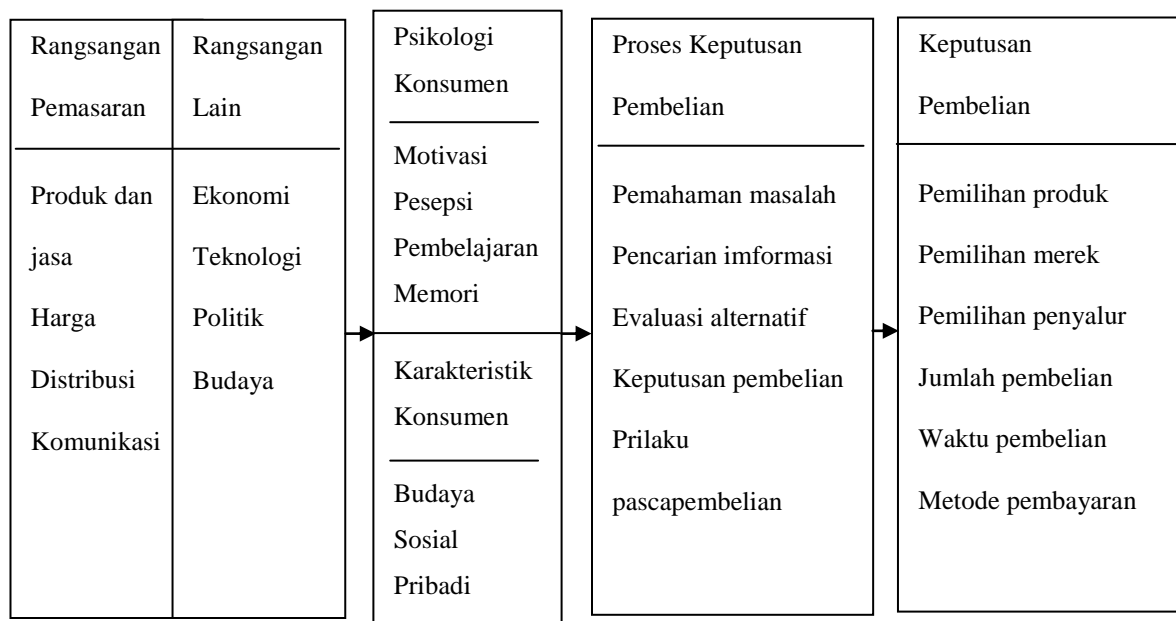 Rangsangan
Pemasaran
Produk dan
jasa
Harga
Distribusi
Komunikasi
Rangsangan
Lain
Ekonomi
Teknologi
Politik
Budaya
Psikologi
Konsumen
Motivasi
Pesepsi
Pembelajaran
Memori
Karakteristik
Konsumen
Budaya
Sosial
Pribadi
Proses Keputusan
Pembelian
Pemahaman masalah
Pencarian imformasi
Evaluasi alternatif
Keputusan pembelian
Prilaku
pascapembelian
Keputusan
Pembelian
Pemilihan produk
Pemilihan merek
Pemilihan penyalur
Jumlah pembelian
Waktu pembelian
Metode pembayaran